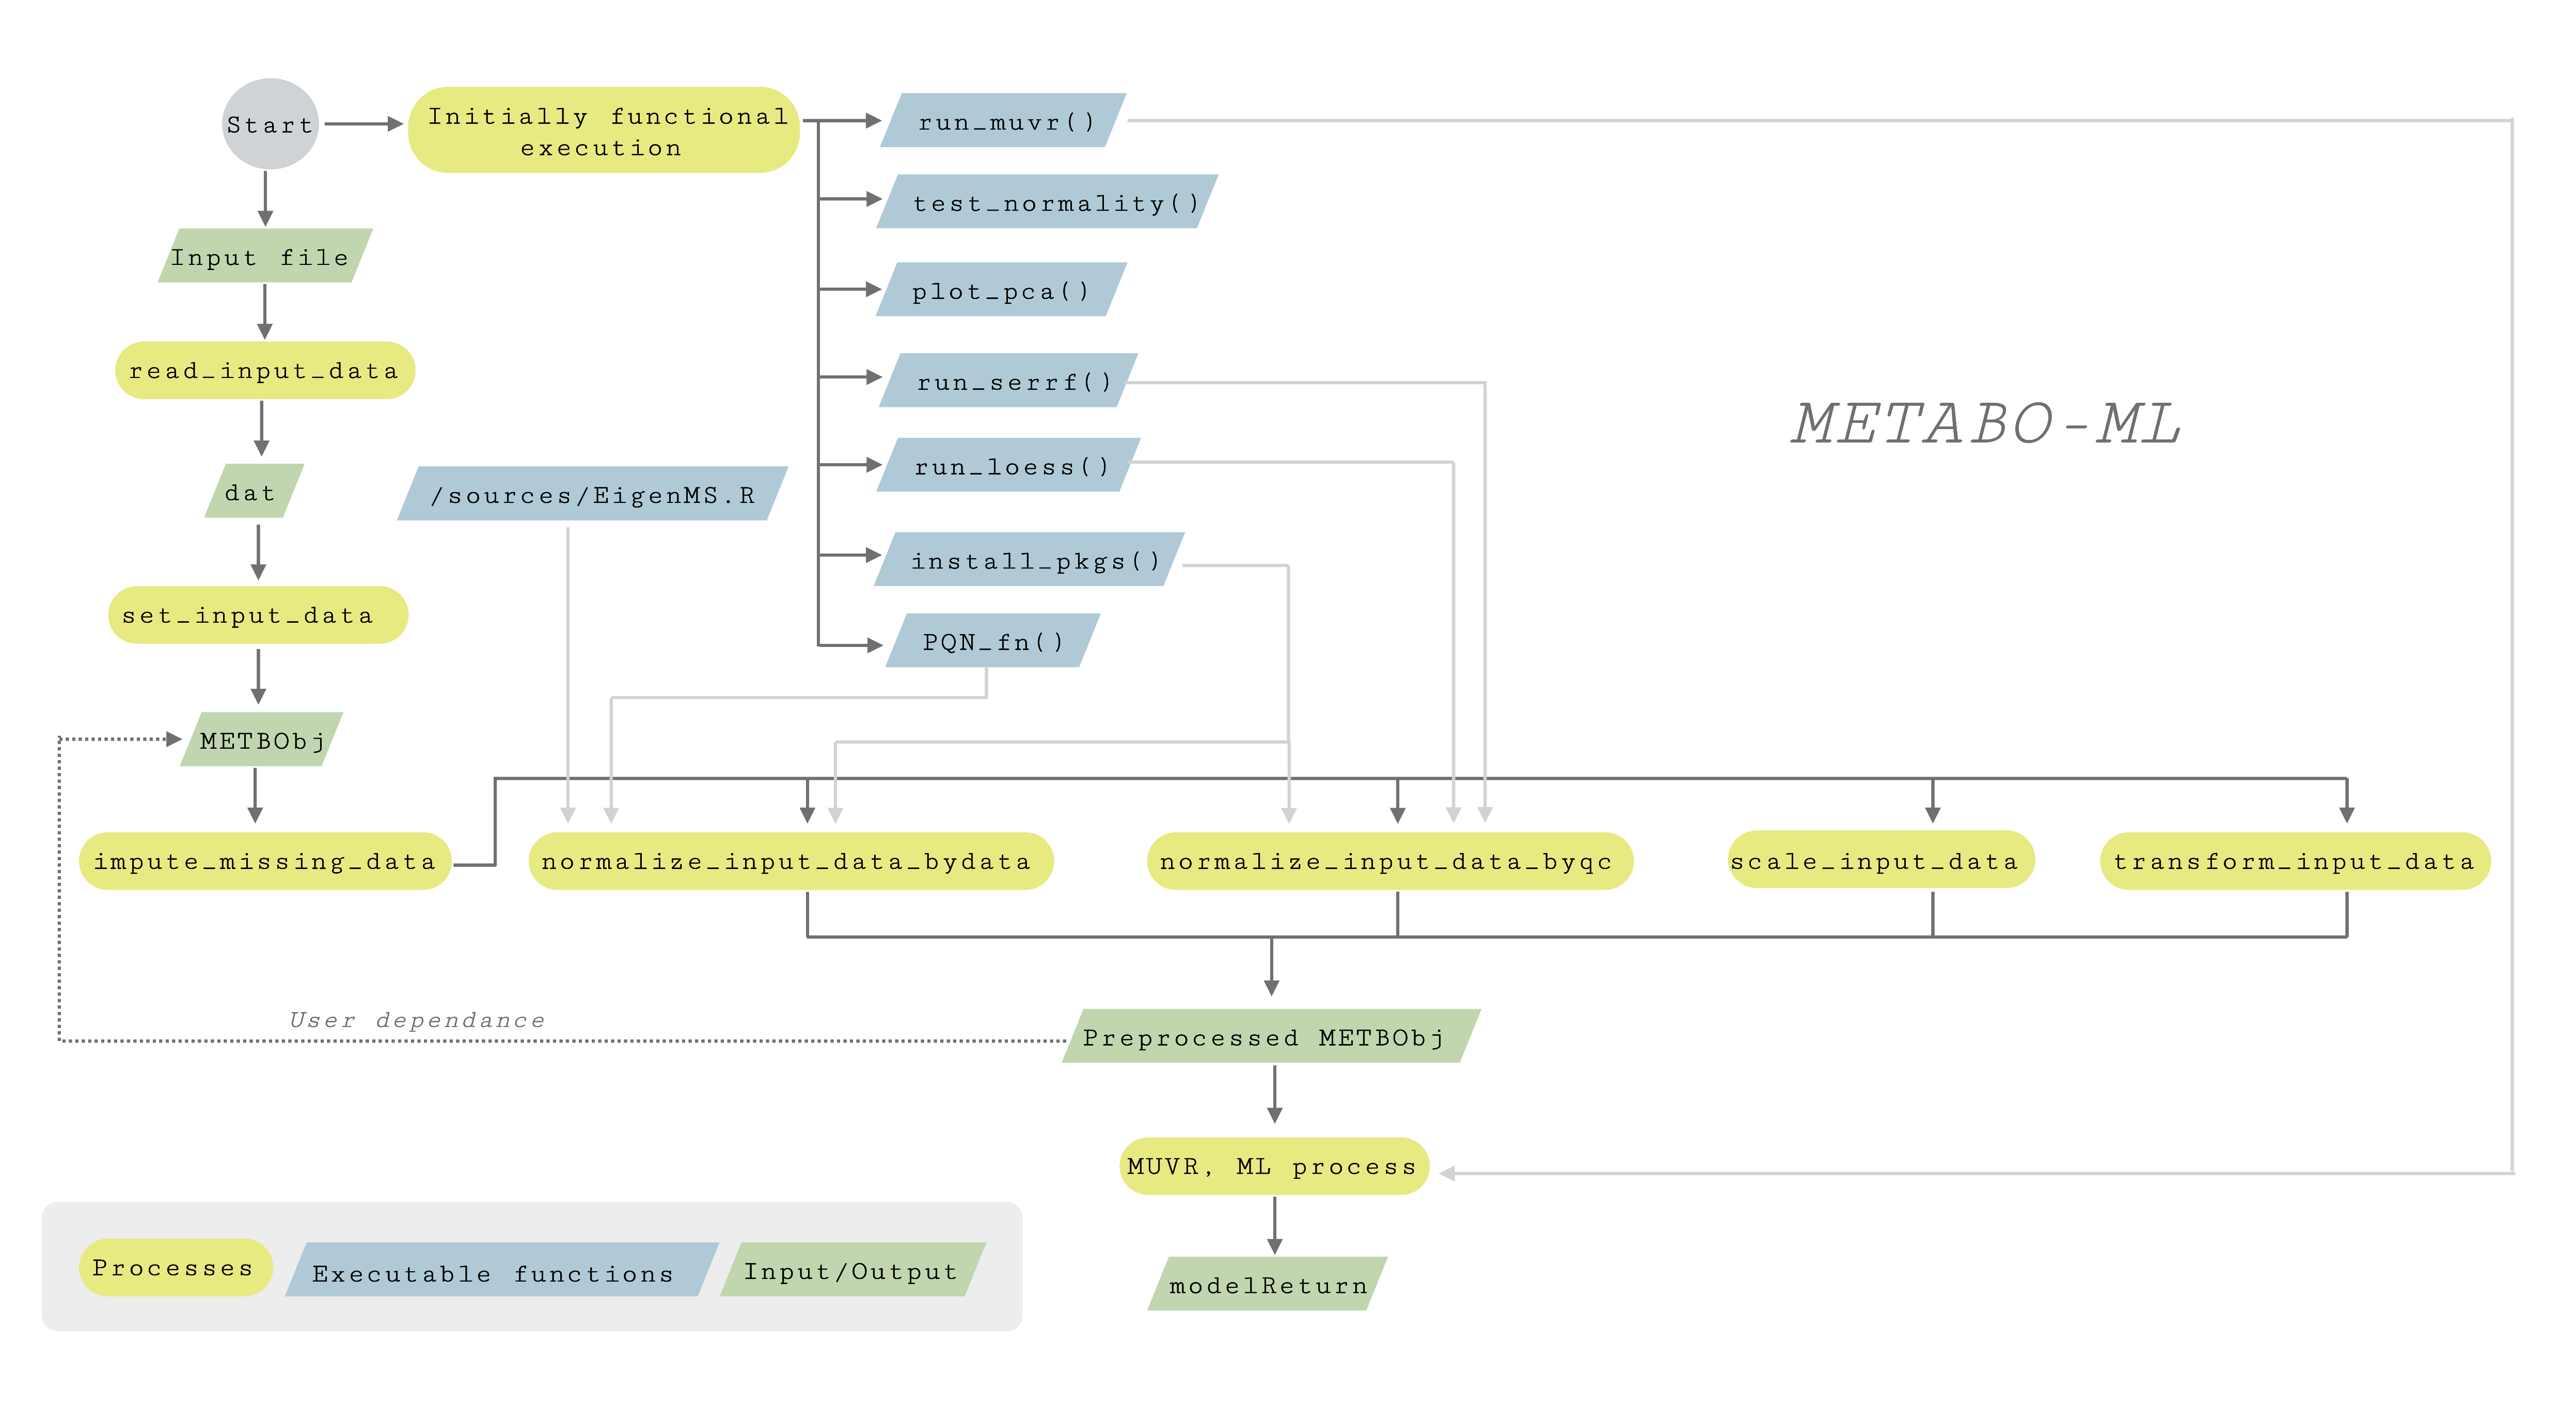 Start
Initially functional
execution
run_muvr()
test_normality()
Input file
plot_pca()
read_input_data
run_serrf()
METABO-ML
run_loess()
dat
/sources/EigenMS.R
install_pkgs()
set_input_data
PQN_fn()
METBObj
impute_missing_data
normalize_input_data_bydata
normalize_input_data_byqc
scale_input_data
transform_input_data
User dependance
Preprocessed METBObj
MUVR, ML process
modelReturn
Processes
Executable functions
Input/Output